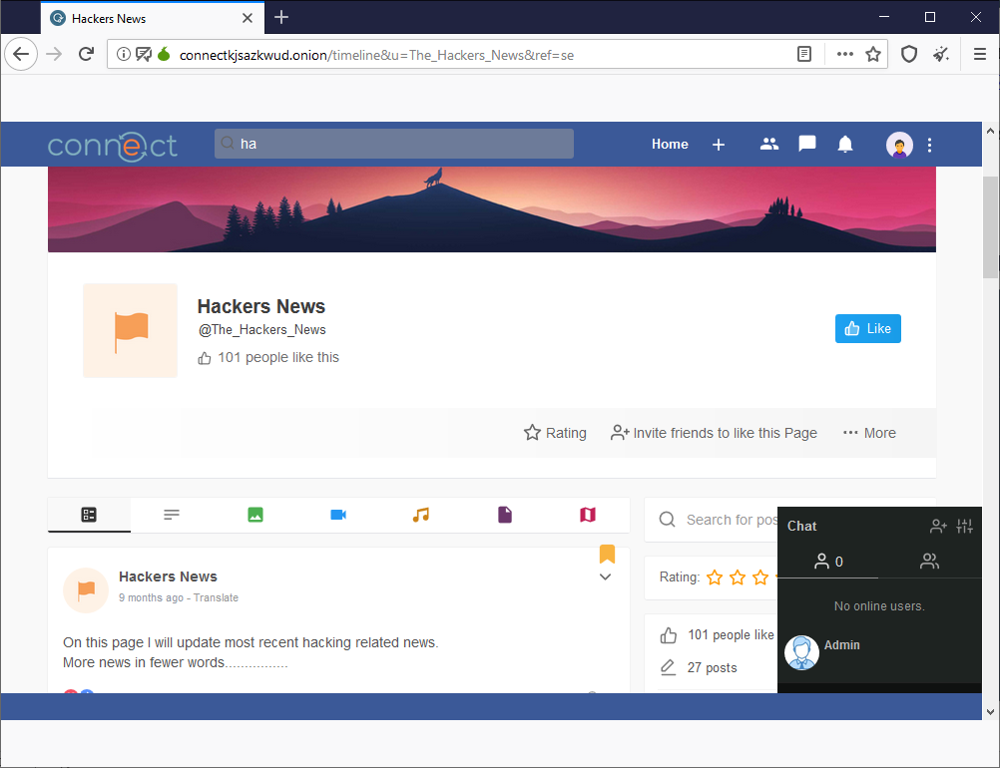 Hackers News
connectkjsazkwud.onion/timeline&u=The_Hackers_News&ref=se
connect
ha
Home
Hackers News
@The_Hackers_News
101 people like this
Like
Rating
Invite friends to like this Page
More
Search for pos
Hackers News
9 months ago - Translate
On this page I will update most recent hacking related news.
More news in fewer words...............
Rating:
101 people like
27 posts
Chat
0
No online users.
Admin